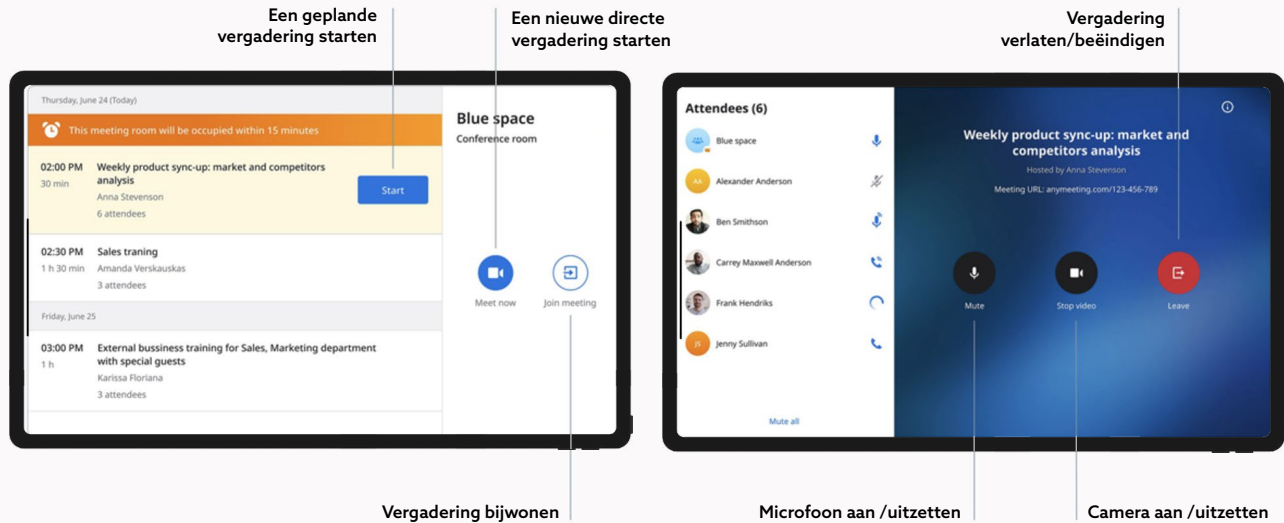 Een geplande
vergadering starten
Een nieuwe directe
vergadering starten
Vergadering
verlaten/beëindigen
Thursday, June 24 (Today)
This meeting room will be occupied within 15 minutes
02:00 PM
30 min
Weekly product sync-up: market and competitors
analysis
Anna Stevenson
6 attendees
Start
02:30 PM
1 h 30 min
Sales traning
Amanda Verskauskas
3 attendees
Friday, June 25
03:00 PM
1 h
External bussiness training for Sales, Marketing department
with special guests
Karissa Floriana
3 attendees
Blue space
Conference room
Meet now
Join meeting
Attendees (6)
Blue space
AA
Alexander Anderson
Ben Smithson
Carrey Maxwell Anderson
Frank Hendriks
JS
Jenny Sullivan
Mute all
Weekly product sync-up: market and
competitors analysis
Hosted by Anna Stevenson
Meeting URL: anymeeting.com/123-456-789
Mute
Stop video
Leave
Vergadering bijwonen
Microfoon aan /uitzetten
Camera aan /uitzetten